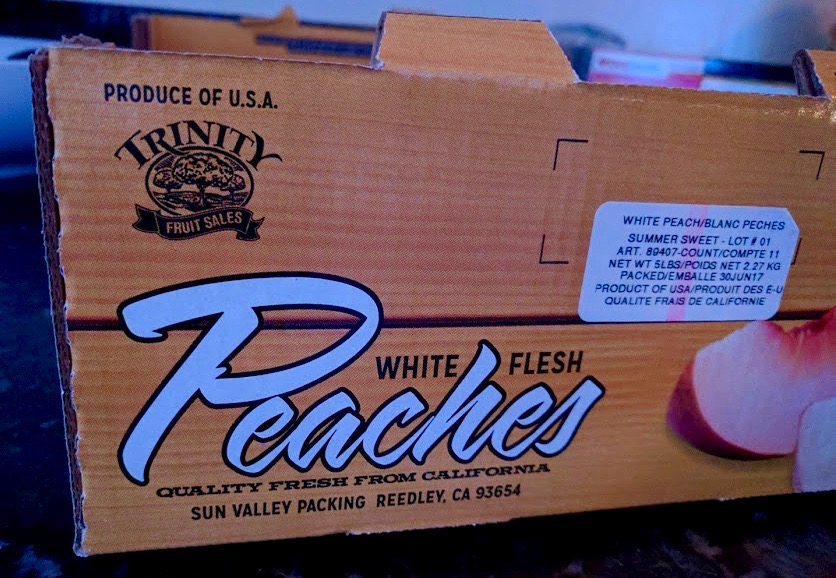 PRODUCE OF U.S.A.
TRINITY
FRUIT SALES
WHITE PEACH/BLANC PECHES
SUMMER SWEET - LOT # 01
ART. 89407-COUNT/COMPTE 11
NET WT 5LBS/POIDS NET 2.27 KG
PACKED/EMBALLE 30JUN17
PRODUCT OF USA/PRODUIT DES E-U
QUALITE FRAIS DE CALIFORNIE
WHITE FLESH
Peaches
QUALITY FRESH FROM CALIFORNIA
SUN VALLEY PACKING REEDLEY, CA 93654